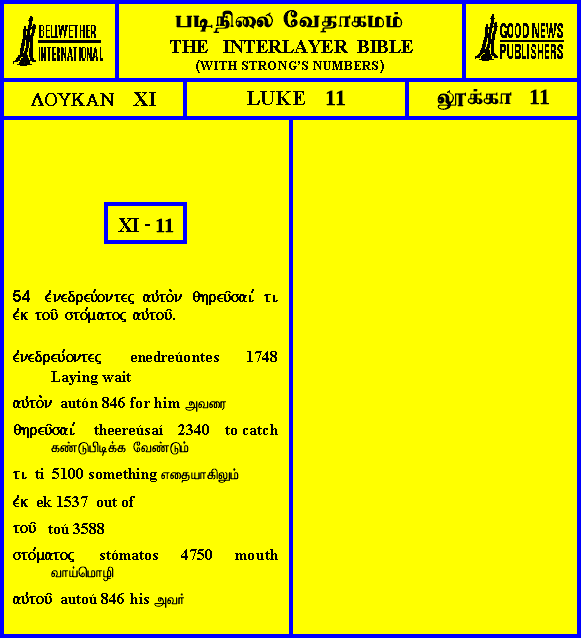 BELLWETHER
INTERNATIONAL
படிநிலை வேதாகமம்
THE INTERLAYER BIBLE
(WITH STRONG'S NUMBERS)
GOOD NEWS
PUBLISHERS
ΛΟΥΚΑΝ XI
LUKE 11
லூக்கா 11
XI - 11
54 ἐνεδρεύοντες αὐτὸν θηρεῦσαί τι
ἐκ τοῦ στόματος αὐτοῦ.
ἐνεδρεύοντες enedreúontes 1748
Laying wait
αὐτὸν autón 846 for him அவரை
θηρεῦσαί theereúsaí 2340 to catch
கண்டுபிடிக்க வேண்டும்
τι ti 5100 something எதையாகிலும்
ἐκ ek 1537 out of
τοῦ toú 3588
στόματος stómatos 4750 mouth
வாய்மொழி
αὐτοῦ autoú 846 his அவர்